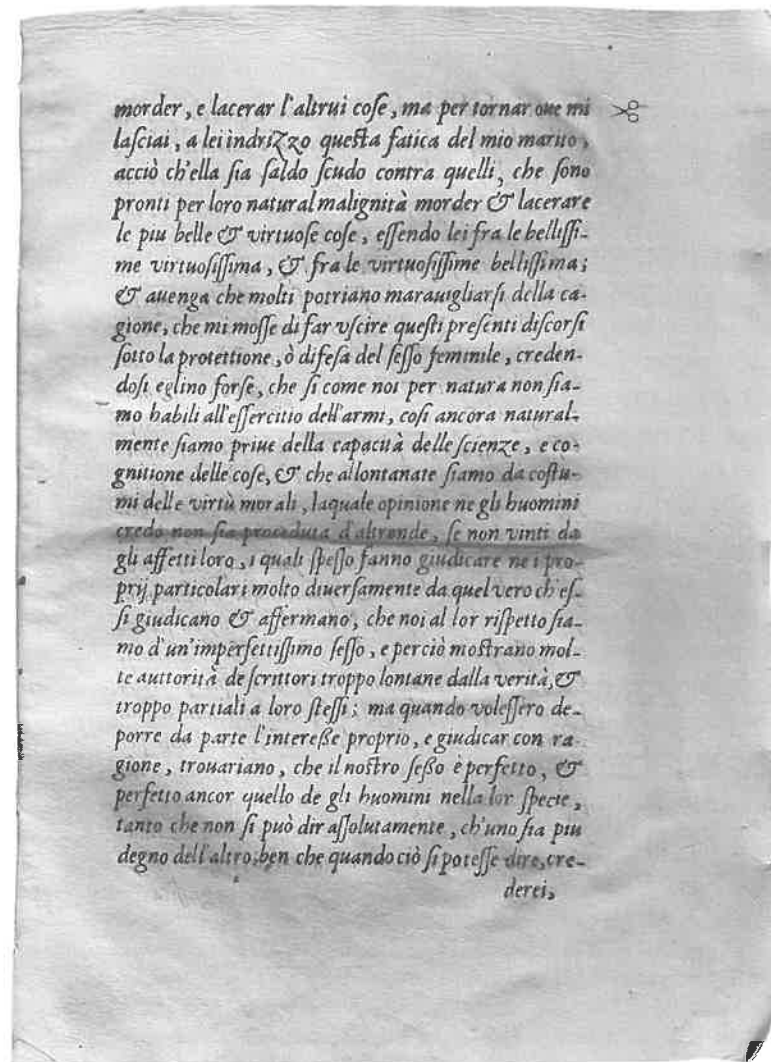 morder, e lacerar l'altrui coſe, ma per tornar oue mi
laſciai, a lei indrizzo queſta fatica del mio marito,
acciò ch'ella ſia ſaldo ſcudo contra quelli, che ſono
pronti per loro natural malignità morder & lacerare
le piu belle & virtuoſe coſe, eſſendo lei fra le belliſſi-
me virtuoſiſſima, & fra le virtuoſiſſime belliſſima;
& auenga che molti potriano marauigliarſi della ca-
gione, che mi moſſe di far vſcire queſti preſenti diſcorſi
ſotto la protettione, ò difeſa del ſeſſo feminile, creden-
doſi eglino forſe, che ſi come noi per natura non ſia-
mo habili all'eſſercitio dell'armi, coſi ancora natural-
mente ſiamo priue della capacità delle ſcienze, e co-
gnitione delle coſe, & che allontanate ſiamo da coſtu-
mi delle virtù morali, laquale opinione ne gli huomini
credo non ſia proceduta d'altronde, ſe non vinti da
gli affetti loro, i quali ſpeſſo fanno giudicare ne i pro-
prij particolari molto diuerſamente da quel vero ch'eſ-
ſi giudicano & affermano, che noi al lor riſpetto ſia-
mo d'un'imperfettiſſimo ſeſſo, e perciò moſtrano mol-
te auttorità de ſcrittori troppo lontane dalla verità, &
troppo partiali a loro ſteſſi; ma quando voleſſero de-
porre da parte l'intereße proprio, e giudicar con ra-
gione, trouariano, che il noſtro ſeßo è perfetto, &
perfetto ancor quello de gli huomini nella lor ſpecie,
tanto che non ſi può dir aſſolutamente, ch'uno ſia piu
degno dell'altro, ben che quando ciò ſi poteſſe dire, cre-
derei,